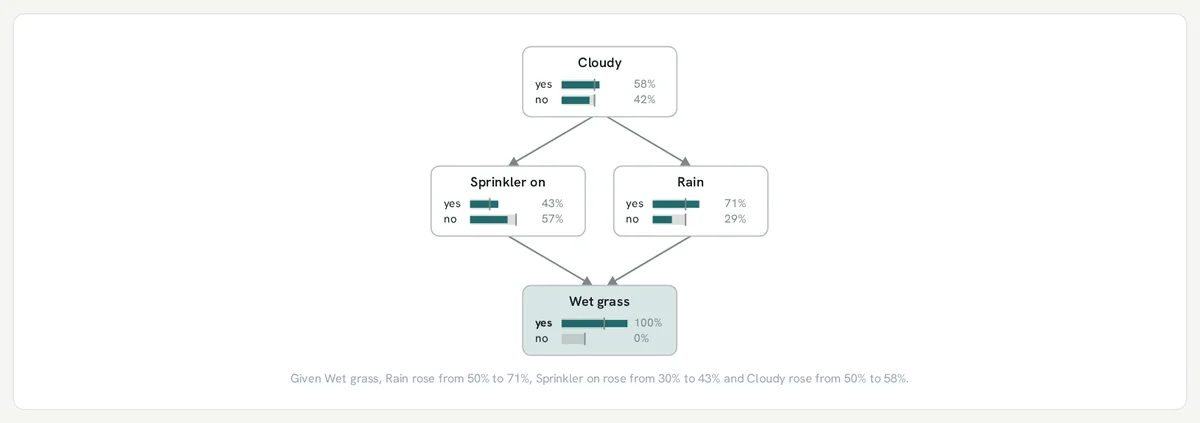 Cloudy
yes 58%
no 42%
Sprinkler on
yes 43%
no 57%
Rain
yes 71%
no 29%
Wet grass
yes 100%
no 0%
Given Wet grass, Rain rose from 50% to 71%, Sprinkler on rose from 30% to 43% and Cloudy rose from 50% to 58%.